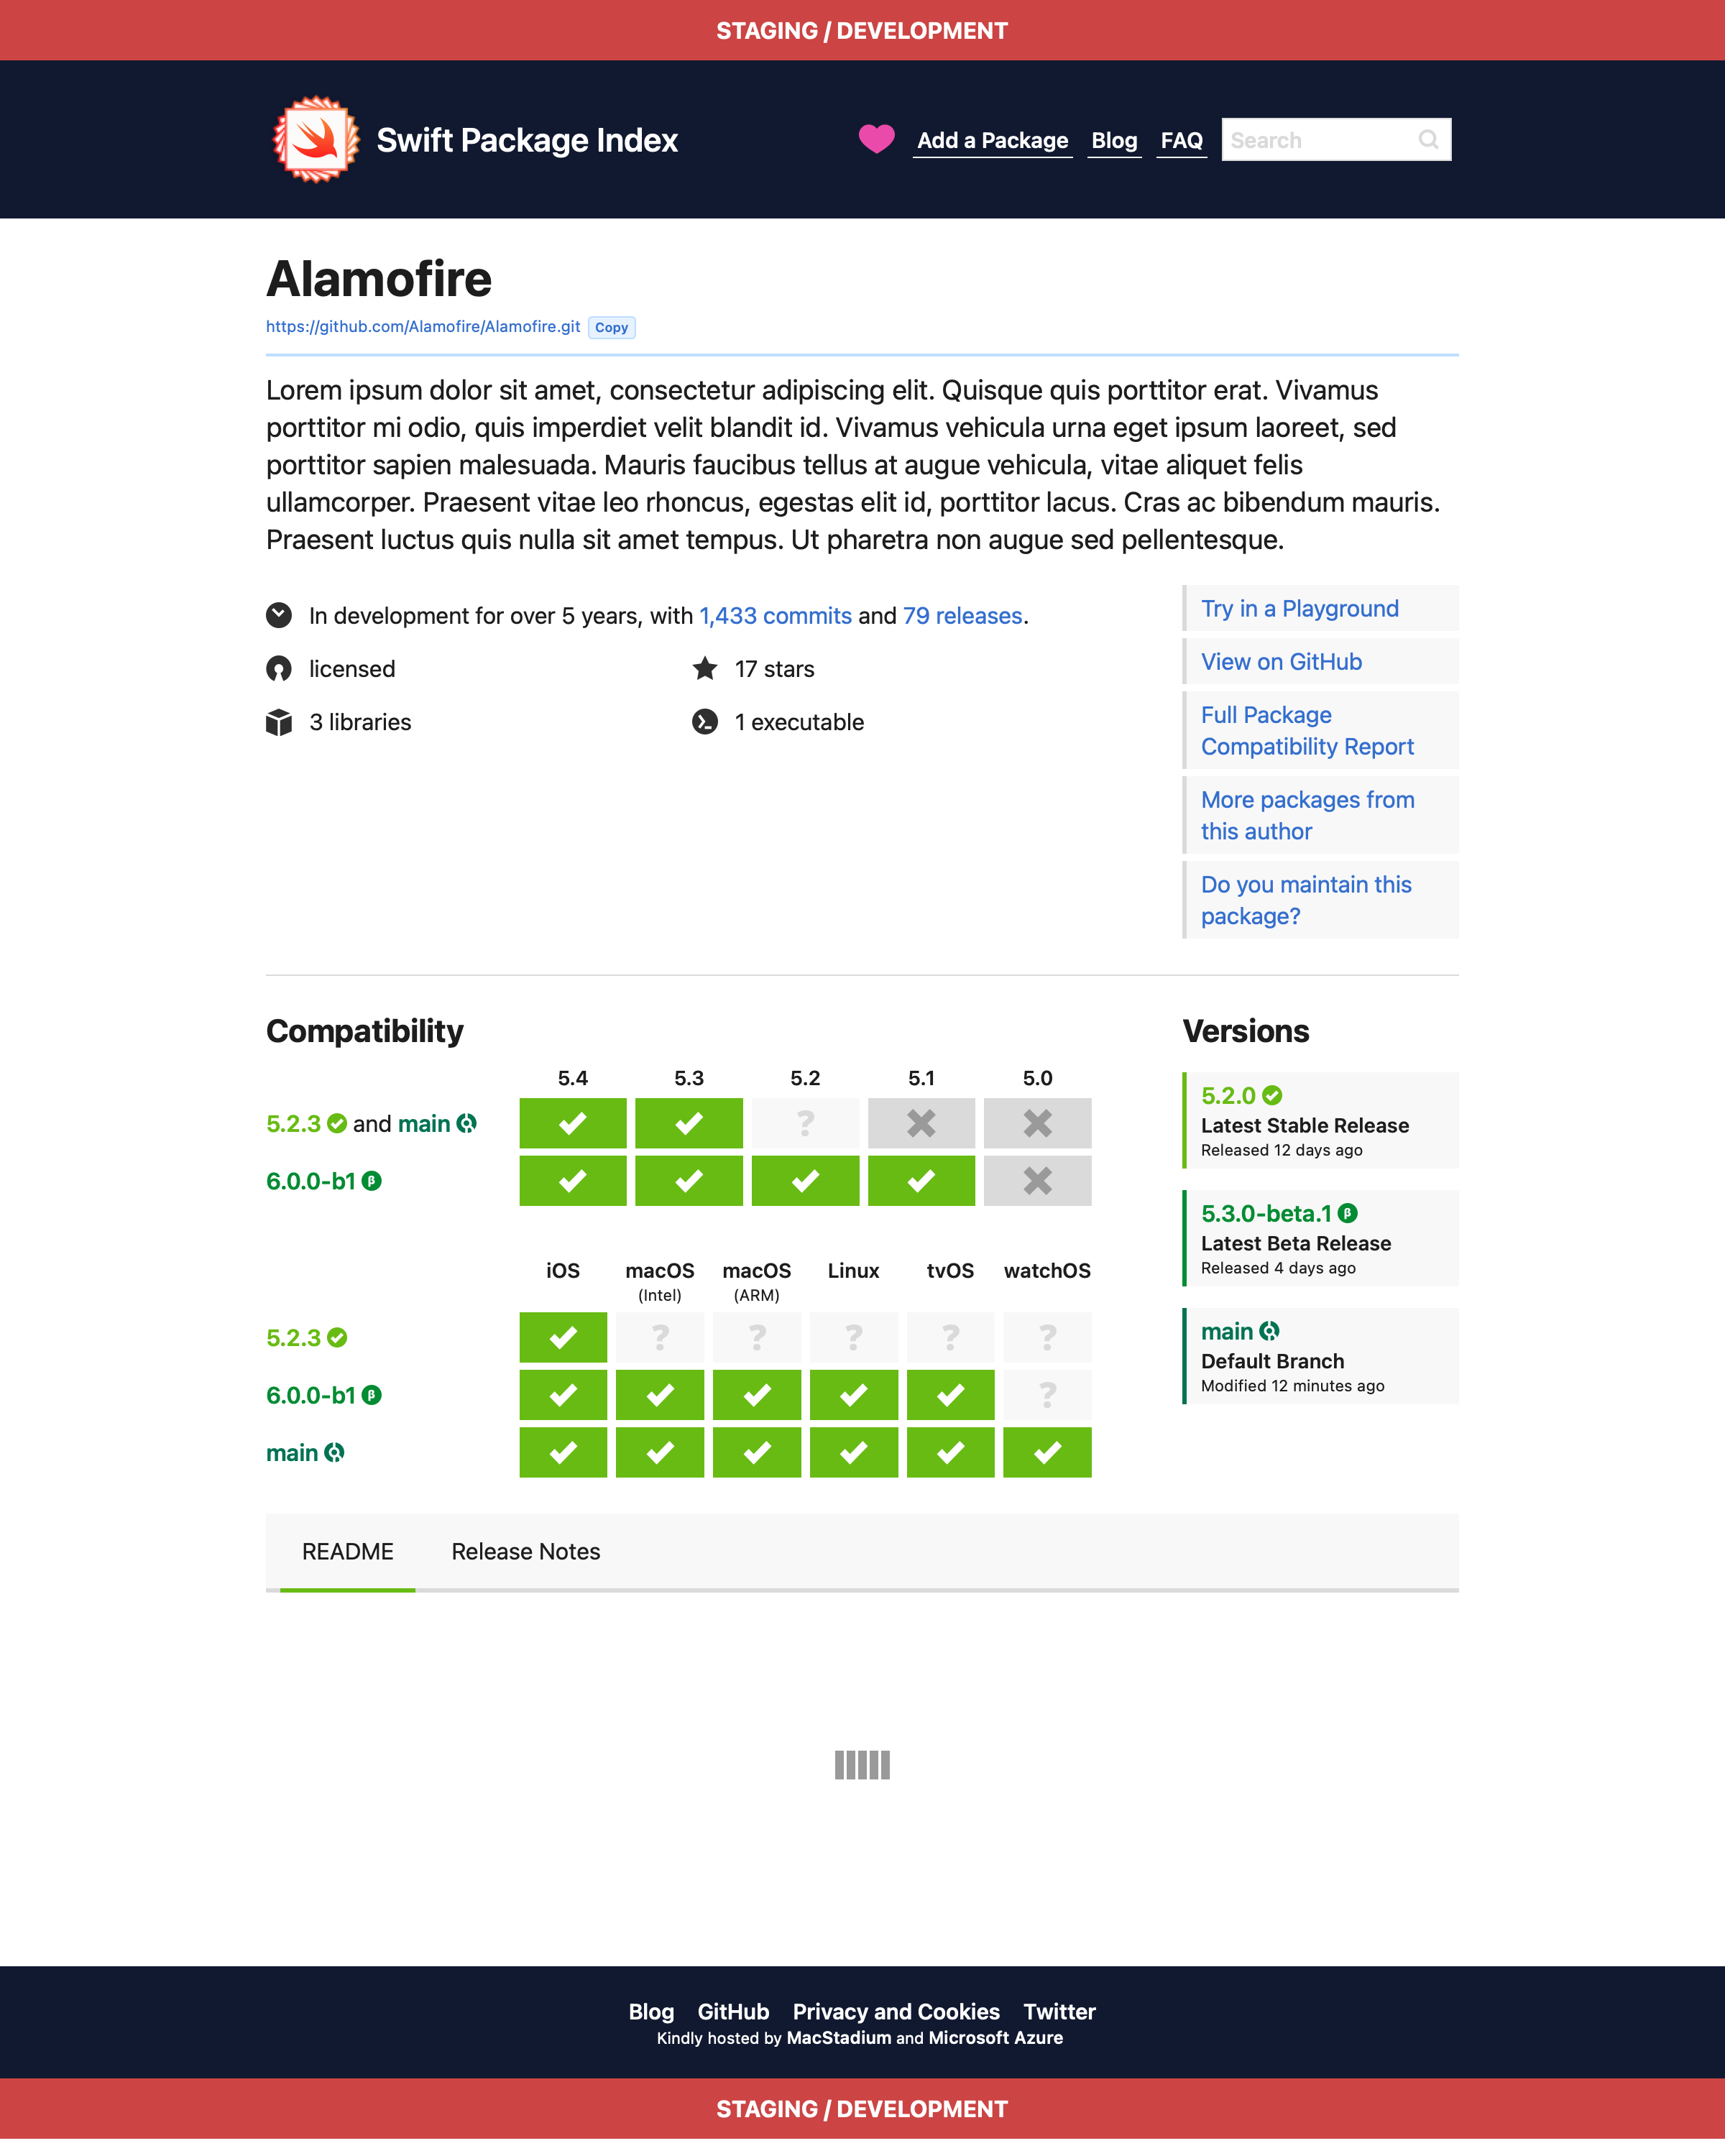 STAGING / DEVELOPMENT
Swift Package Index
Add a Package Blog FAQ Search
Alamofire
https://github.com/Alamofire/Alamofire.git Copy
Lorem ipsum dolor sit amet, consectetur adipiscing elit. Quisque quis porttitor erat. Vivamus
porttitor mi odio, quis imperdiet velit blandit id. Vivamus vehicula urna eget ipsum laoreet, sed
porttitor sapien malesuada. Mauris faucibus tellus at augue vehicula, vitae aliquet felis
ullamcorper. Praesent vitae leo rhoncus, egestas elit id, porttitor lacus. Cras ac bibendum mauris.
Praesent luctus quis nulla sit amet tempus. Ut pharetra non augue sed pellentesque.
In development for over 5 years, with 1,433 commits and 79 releases.
licensed
17 stars
3 libraries
1 executable
Try in a Playground
View on GitHub
Full Package
Compatibility Report
More packages from
this author
Do you maintain this
package?
Compatibility
5.4 5.3 5.2 5.1 5.0
5.2.3 and main ?
6.0.0-b1 β
iOS macOS macOS Linux tvOS watchOS
(Intel) (ARM)
5.2.3 ? ? ? ? ?
6.0.0-b1 β ?
main
Versions
5.2.0
Latest Stable Release
Released 12 days ago
5.3.0-beta.1 β
Latest Beta Release
Released 4 days ago
main
Default Branch
Modified 12 minutes ago
README Release Notes
Blog GitHub Privacy and Cookies Twitter
Kindly hosted by MacStadium and Microsoft Azure
STAGING / DEVELOPMENT